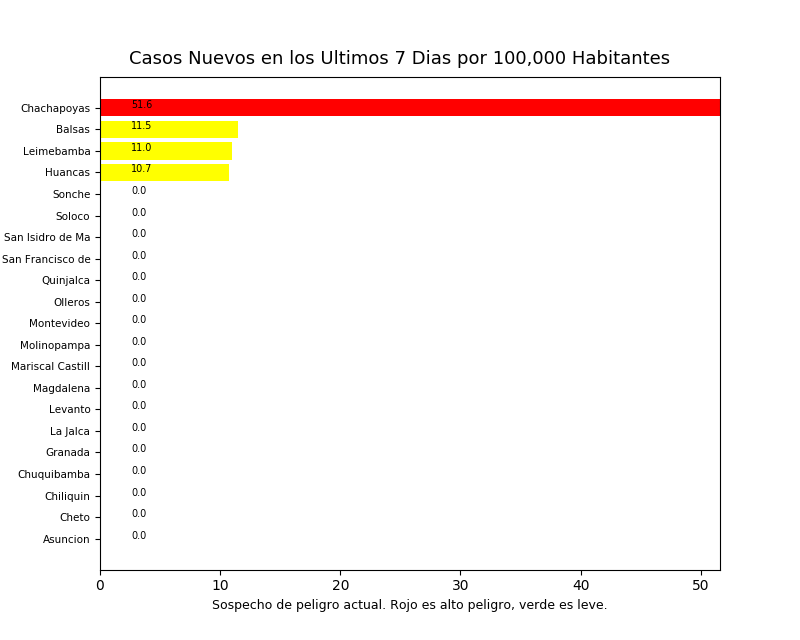 Casos Nuevos en los Ultimos 7 Dias por 100,000 Habitantes
Chachapoyas 51.6
Balsas 11.5
Leimebamba 11.0
Huancas 10.7
Sonche 0.0
Soloco 0.0
San Isidro de Ma 0.0
San Francisco de 0.0
Quinjalca 0.0
Olleros 0.0
Montevideo 0.0
Molinopampa 0.0
Mariscal Castill 0.0
Magdalena 0.0
Levanto 0.0
La Jalca 0.0
Granada 0.0
Chuquibamba 0.0
Chiliquin 0.0
Cheto 0.0
Asuncion 0.0
0 10 20 30 40 50
Sospecho de peligro actual. Rojo es alto peligro, verde es leve.